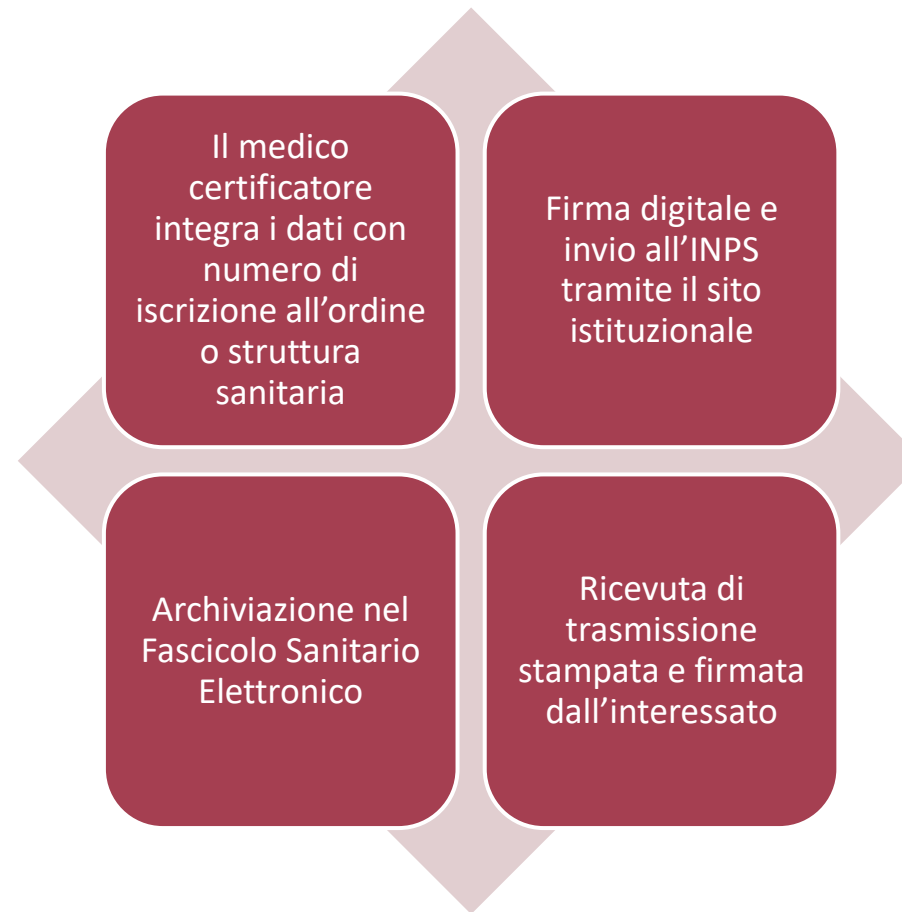 Il medico
certificatore
integra i dati con
numero di
iscrizione all’ordine
o struttura
sanitaria
Firma digitale e
invio all’INPS
tramite il sito
istituzionale
Archiviazione nel
Fascicolo Sanitario
Elettronico
Ricevuta di
trasmissione
stampata e firmata
dall’interessato